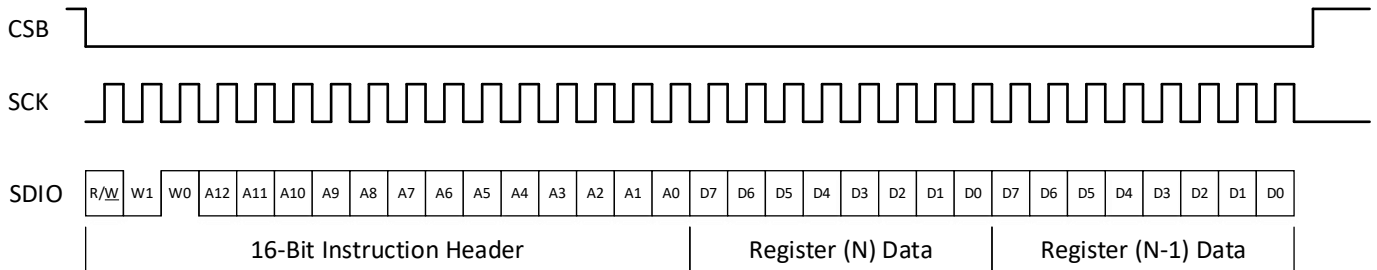 CSB
SCK
SDIO R/W W1 W0 A12 A11 A10 A9 A8 A7 A6 A5 A4 A3 A2 A1 A0 D7 D6 D5 D4 D3 D2 D1 D0 D7 D6 D5 D4 D3 D2 D1 D0
16-Bit Instruction Header Register (N) Data Register (N-1) Data